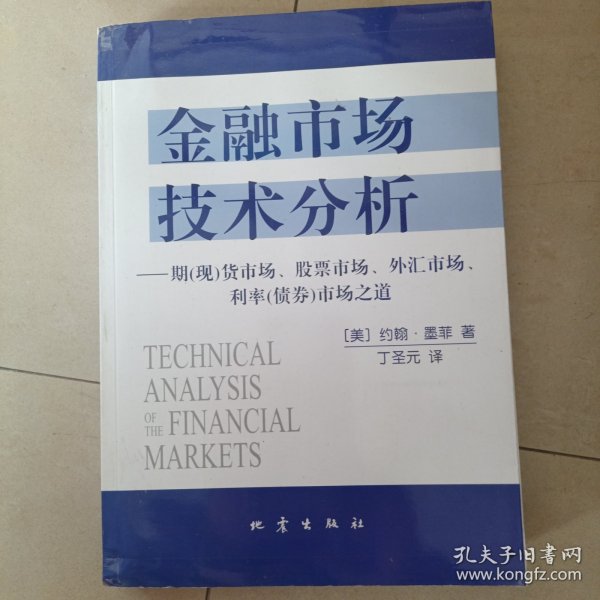 金融市场
技术分析
——期(现)货市场、股票市场、外汇市场、
利率(债券)市场之道
［美］约翰·墨菲 著
丁圣元 译
TECHNICAL
ANALYSIS
OF THE FINANCIAL
MARKETS
地震出版社
孔夫子旧书网
www.kongfz.com